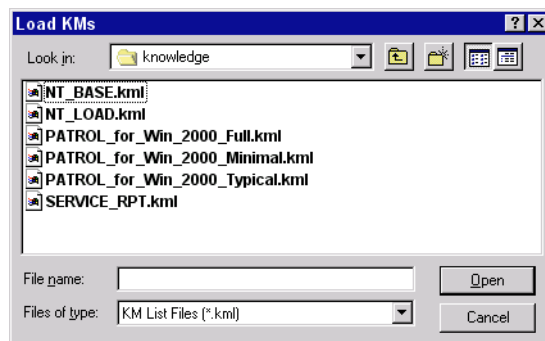 Load KMs
Look in: knowledge
NT_BASE.kml
NT_LOAD.kml
PATROL_for_Win_2000_Full.kml
PATROL_for_Win_2000_Minimal.kml
PATROL_for_Win_2000_Typical.kml
SERVICE_RPT.kml
File name: Open
Files of type: KM List Files (*.kml) Cancel